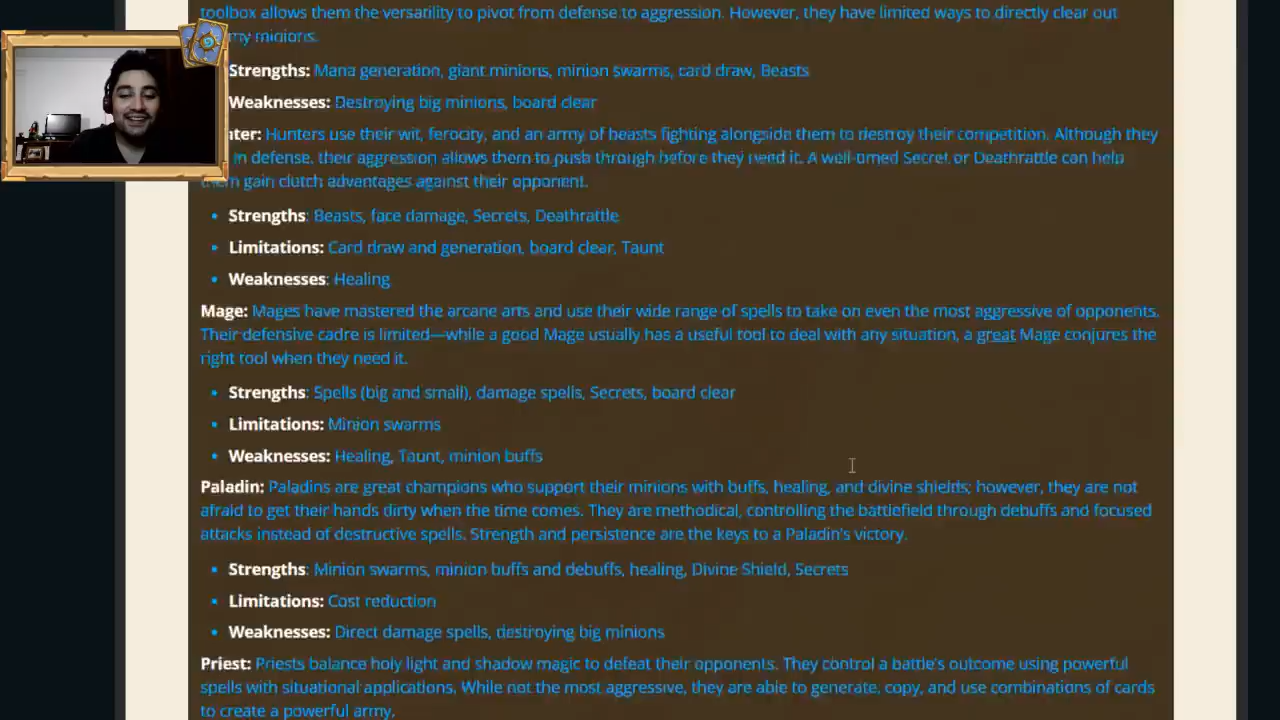 toolbox allows them the versatility to pivot from defense to aggression. However, they have limited ways to directly clear out
my minions.
Strengths: Mana generation, giant minions, minion swarms, card draw, Beasts
Weaknesses: Destroying big minions, board clear
ter: Hunters use their wit, ferocity, and an army of beasts fighting alongside them to destroy their competition. Although they
in defense, their aggression allows them to push through before they need it. A well-timed Secret or Deathrattle can help
them gain clutch advantages against their opponent.
• Strengths: Beasts, face damage, Secrets, Deathrattle
• Limitations: Card draw and generation, board clear, Taunt
• Weaknesses: Healing
Mage: Mages have mastered the arcane arts and use their wide range of spells to take on even the most aggressive of opponents.
Their defensive cadre is limited—while a good Mage usually has a useful tool to deal with any situation, a great Mage conjures the
right tool when they need it.
• Strengths: Spells (big and small), damage spells, Secrets, board clear
• Limitations: Minion swarms
• Weaknesses: Healing, Taunt, minion buffs
Paladin: Paladins are great champions who support their minions with buffs, healing, and divine shields; however, they are not
afraid to get their hands dirty when the time comes. They are methodical, controlling the battlefield through debuffs and focused
attacks instead of destructive spells. Strength and persistence are the keys to a Paladin's victory.
• Strengths: Minion swarms, minion buffs and debuffs, healing, Divine Shield, Secrets
• Limitations: Cost reduction
• Weaknesses: Direct damage spells, destroying big minions
Priest: Priests balance holy light and shadow magic to defeat their opponents. They control a battle's outcome using powerful
spells with situational applications. While not the most aggressive, they are able to generate, copy, and use combinations of cards
to create a powerful army.